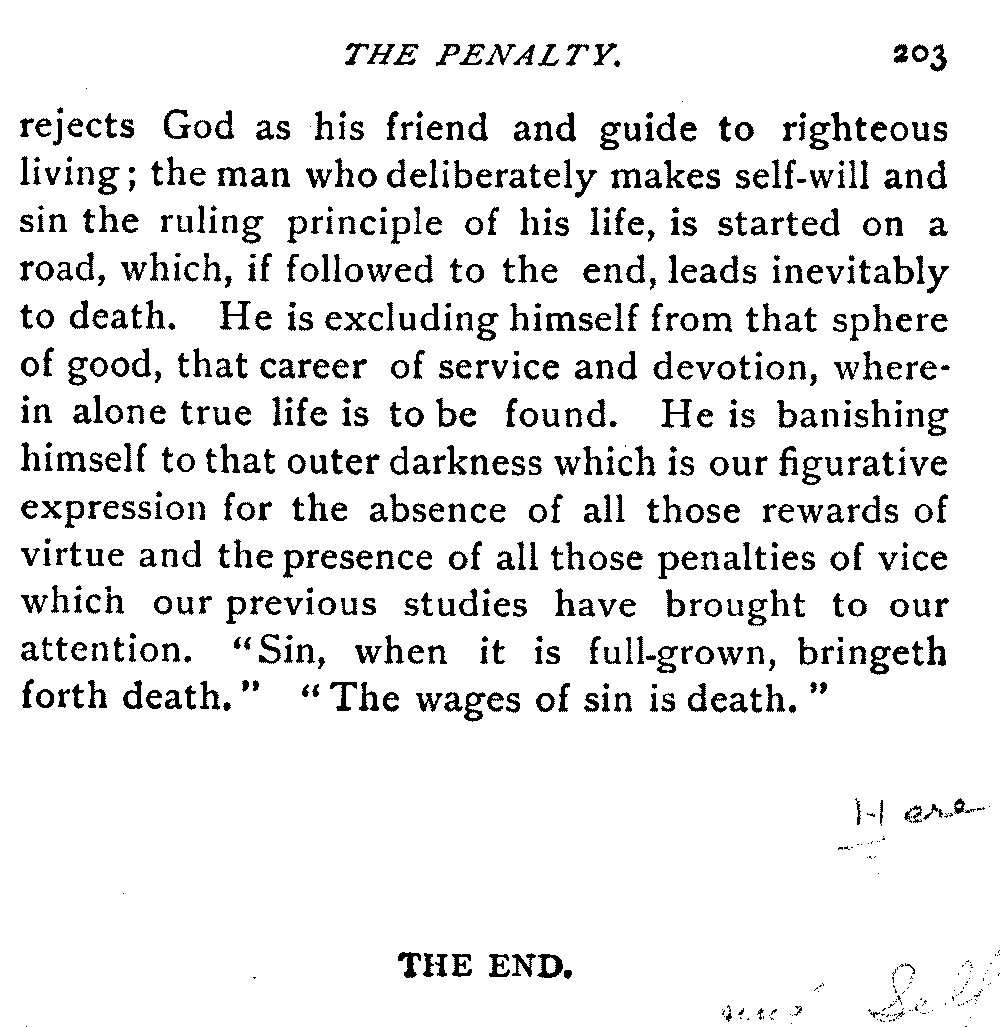 THE PENALTY. 203
rejects God as his friend and guide to righteous
living; the man who deliberately makes self-will and
sin the ruling principle of his life, is started on a
road, which, if followed to the end, leads inevitably
to death. He is excluding himself from that sphere
of good, that career of service and devotion, where-
in alone true life is to be found. He is banishing
himself to that outer darkness which is our figurative
expression for the absence of all those rewards of
virtue and the presence of all those penalties of vice
which our previous studies have brought to our
attention. “Sin, when it is full-grown, bringeth
forth death.” “The wages of sin is death.”
Here
THE END.
Self